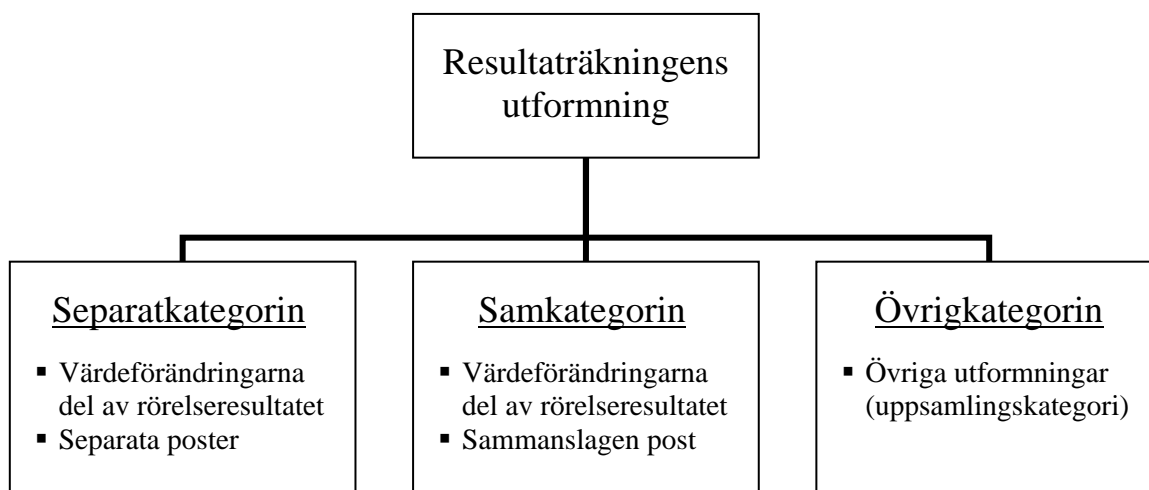 Resultaträkningens
utformning
Separatkategorin
▪ Värdeförändringarna
del av rörelseresultatet
▪ Separata poster
Samkategorin
▪ Värdeförändringarna
del av rörelseresultatet
▪ Sammanslagen post
Övrigkategorin
▪ Övriga utformningar
(uppsamlingskategori)